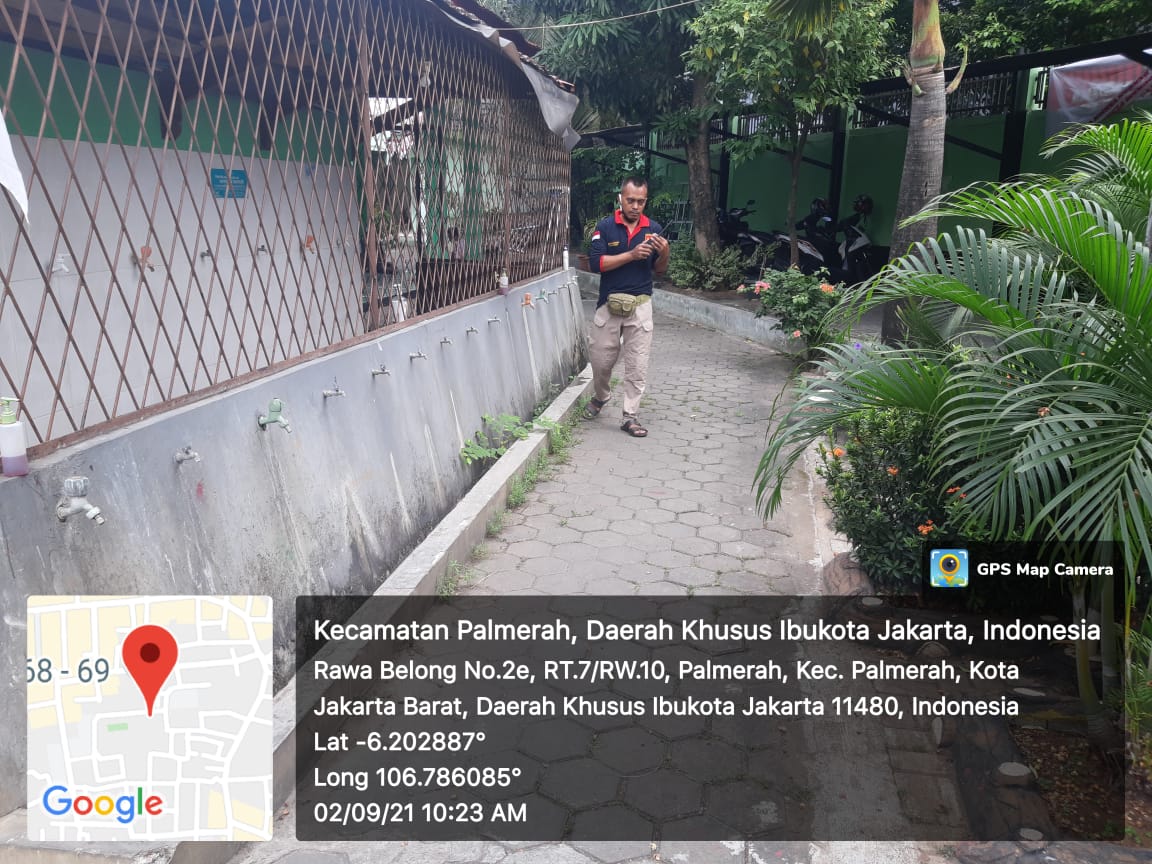 GPS Map Camera
68 - 69
Google
Kecamatan Palmerah, Daerah Khusus Ibukota Jakarta, Indonesia
Rawa Belong No.2e, RT.7/RW.10, Palmerah, Kec. Palmerah, Kota
Jakarta Barat, Daerah Khusus Ibukota Jakarta 11480, Indonesia
Lat -6.202887°
Long 106.786085°
02/09/21 10:23 AM